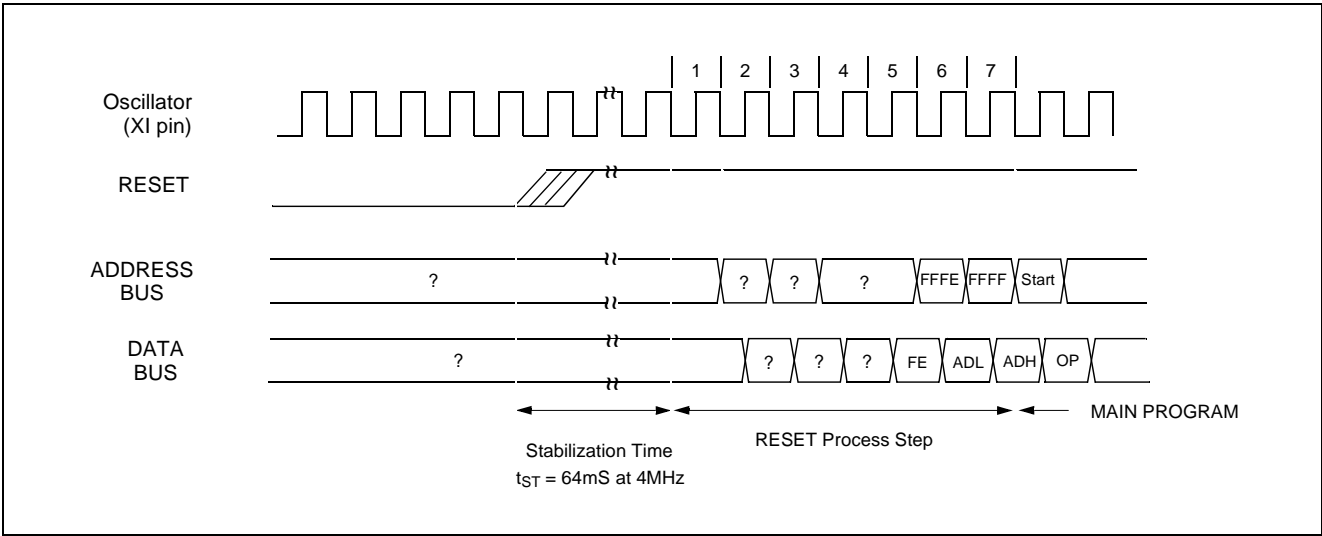 1 2 3 4 5 6 7
Oscillator
(XI pin)
RESET
ADDRESS
BUS
? ? ? ? FFFE FFFF Start
DATA
BUS
? ? ? ? FE ADL ADH OP
MAIN PROGRAM
RESET Process Step
Stabilization Time
tST = 64mS at 4MHz